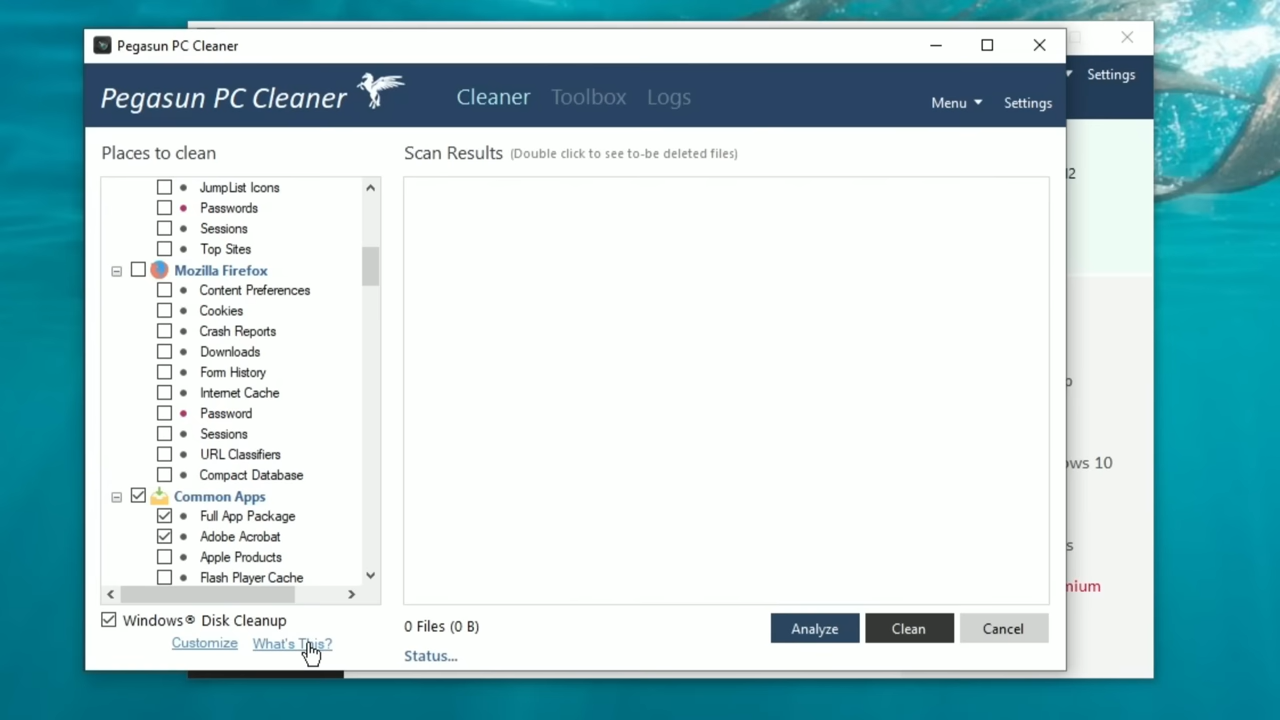 Pegasun PC Cleaner
Settings
Pegasun PC Cleaner
Cleaner
Toolbox
Logs
Menu
Settings
Places to clean
Scan Results (Double click to see to-be deleted files)
JumpList Icons
Passwords
Sessions
Top Sites
Mozilla Firefox
Content Preferences
Cookies
Crash Reports
Downloads
Form History
Internet Cache
Password
Sessions
URL Classifiers
Compact Database
Common Apps
Full App Package
Adobe Acrobat
Apple Products
Flash Player Cache
Windows® Disk Cleanup
Customize
What's This?
0 Files (0 B)
Status...
Analyze
Clean
Cancel
ows 10
mium